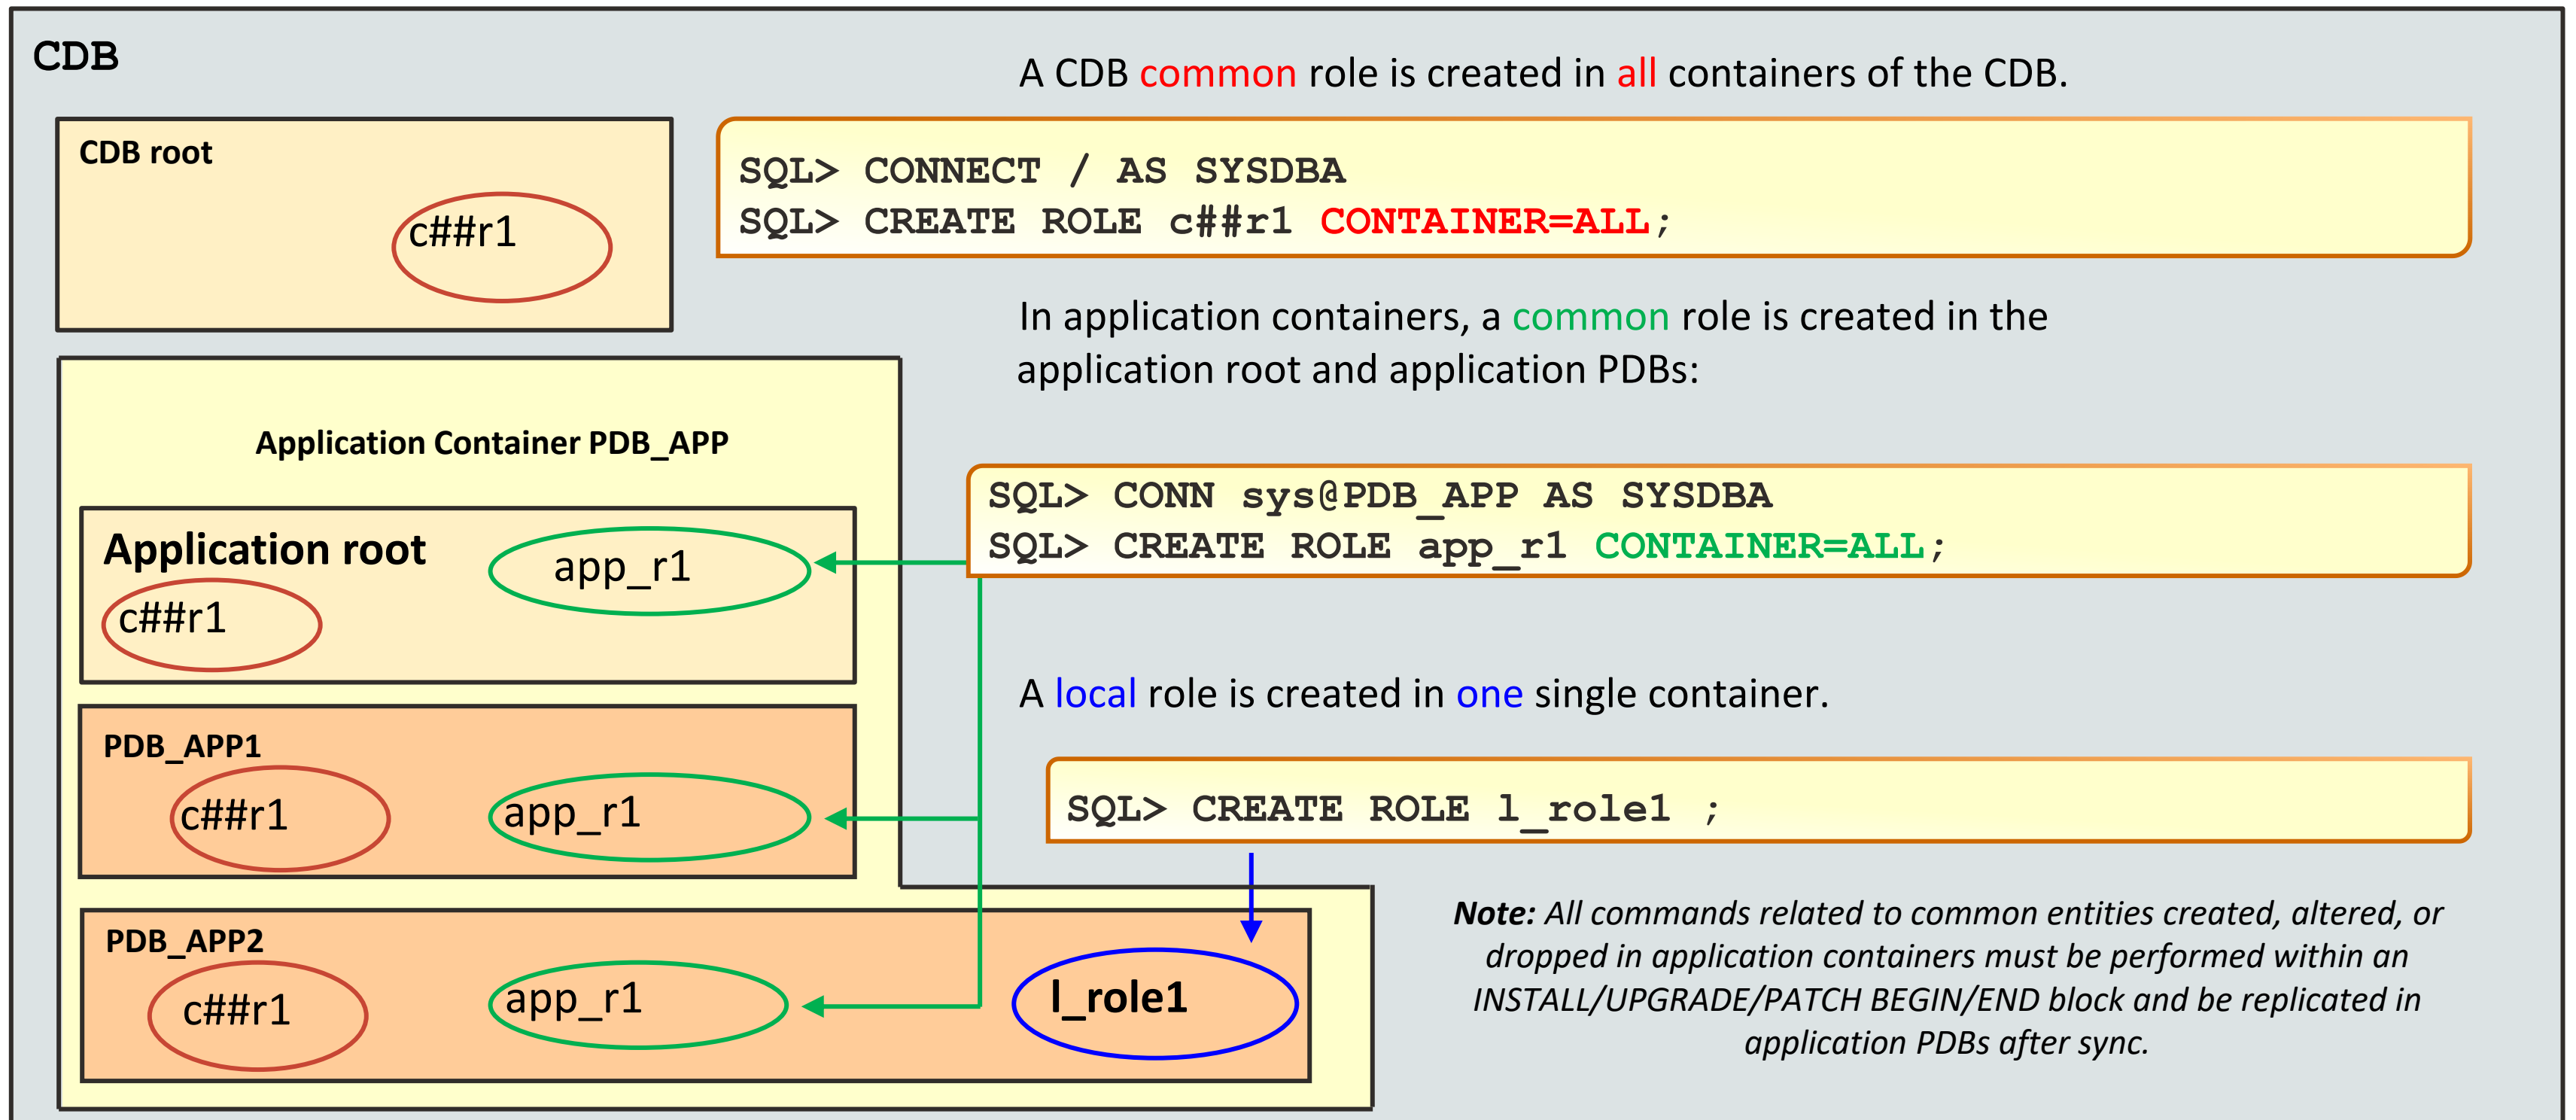 CDB
A CDB common role is created in all containers of the CDB.
CDB root
c##r1
SQL> CONNECT / AS SYSDBA
SQL> CREATE ROLE c##r1 CONTAINER=ALL;
In application containers, a common role is created in the
application root and application PDBs:
Application Container PDB_APP
SQL> CONN sys@PDB_APP AS SYSDBA
SQL> CREATE ROLE app_r1 CONTAINER=ALL;
Application root
app_r1
c##r1
A local role is created in one single container.
PDB_APP1
c##r1
app_r1
SQL> CREATE ROLE l_role1 ;
PDB_APP2
c##r1
app_r1
l_role1
Note: All commands related to common entities created, altered, or
dropped in application containers must be performed within an
INSTALL/UPGRADE/PATCH BEGIN/END block and be replicated in
application PDBs after sync.